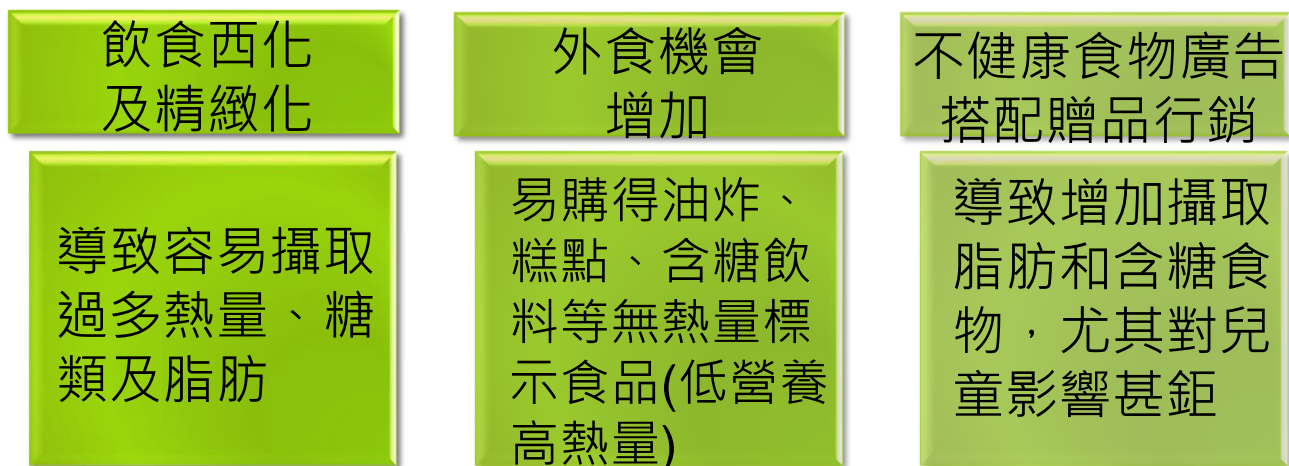 飲食西化
及精緻化
導致容易攝取
過多熱量、糖
類及脂肪
外食機會
增加
易購得油炸、
糕點、含糖飲
料等無熱量標
示食品(低營養
高熱量)
不健康食物廣告
搭配贈品行銷
導致增加攝取
脂肪和含糖食
物，尤其對兒
童影響甚鉅